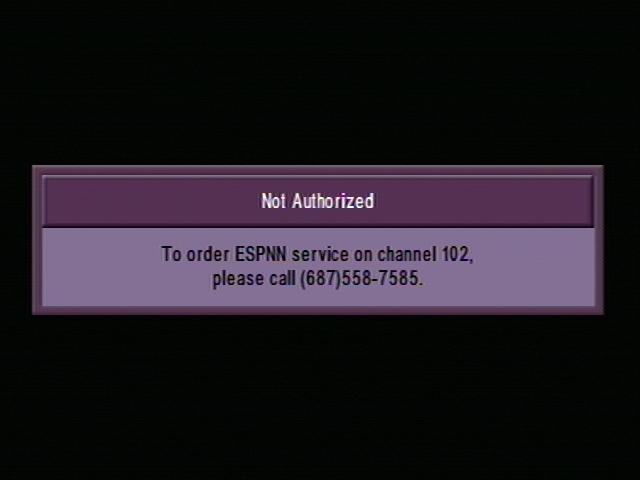 Not Authorized
To order ESPNN service on channel 102,
please call (687)558-7585.